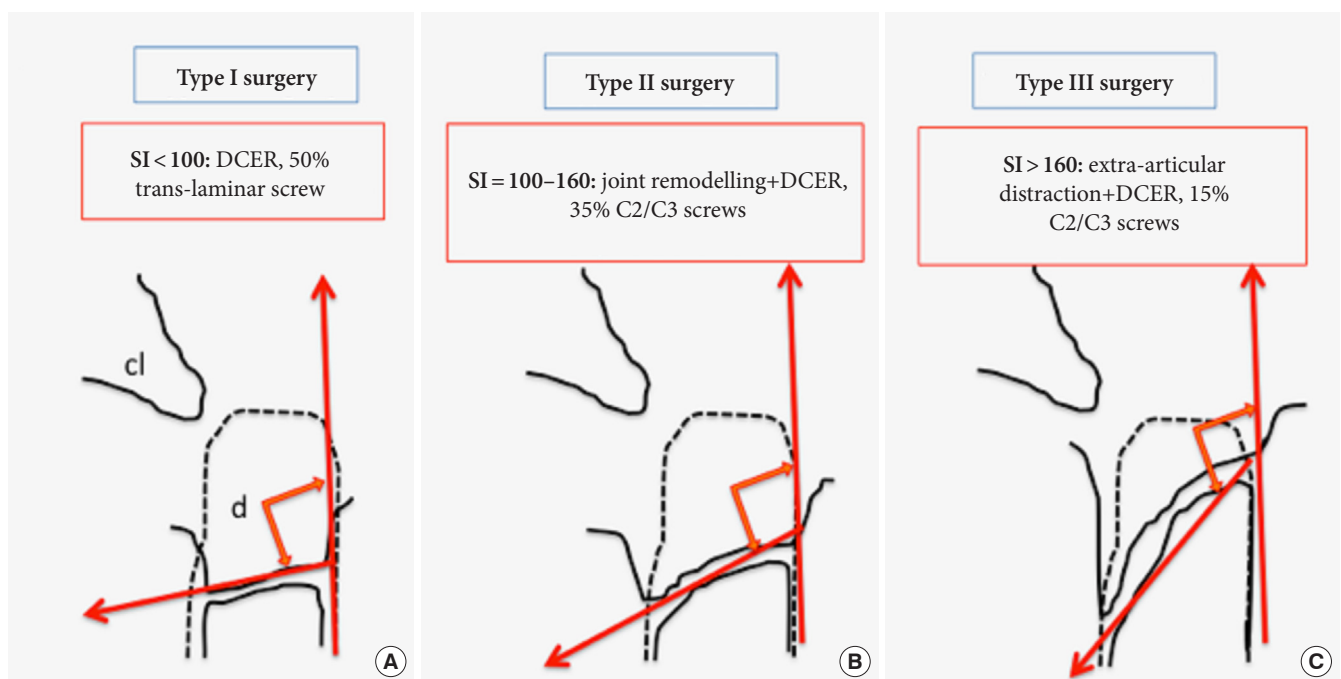 Type I surgery
SI < 100: DCER, 50%
trans-laminar screw
cl
d
A
Type II surgery
SI = 100–160: joint remodelling+DCER,
35% C2/C3 screws
B
Type III surgery
SI > 160: extra-articular
distraction+DCER, 15%
C2/C3 screws
C